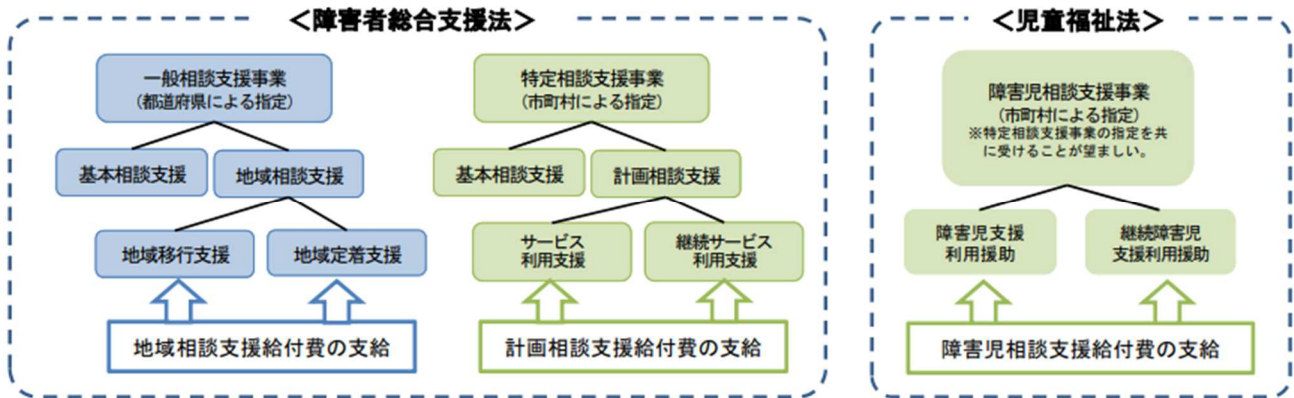 ＜障害者総合支援法＞
一般相談支援事業
（都道府県による指定）
基本相談支援
地域相談支援
地域移行支援
地域定着支援
地域相談支援給付費の支給
特定相談支援事業
（市町村による指定）
基本相談支援
計画相談支援
サービス
利用支援
継続サービス
利用支援
計画相談支援給付費の支給
＜児童福祉法＞
障害児相談支援事業
（市町村による指定）
※特定相談支援事業の指定を共
に受けることが望ましい。
障害児支援
利用援助
継続障害児
支援利用援助
障害児相談支援給付費の支給